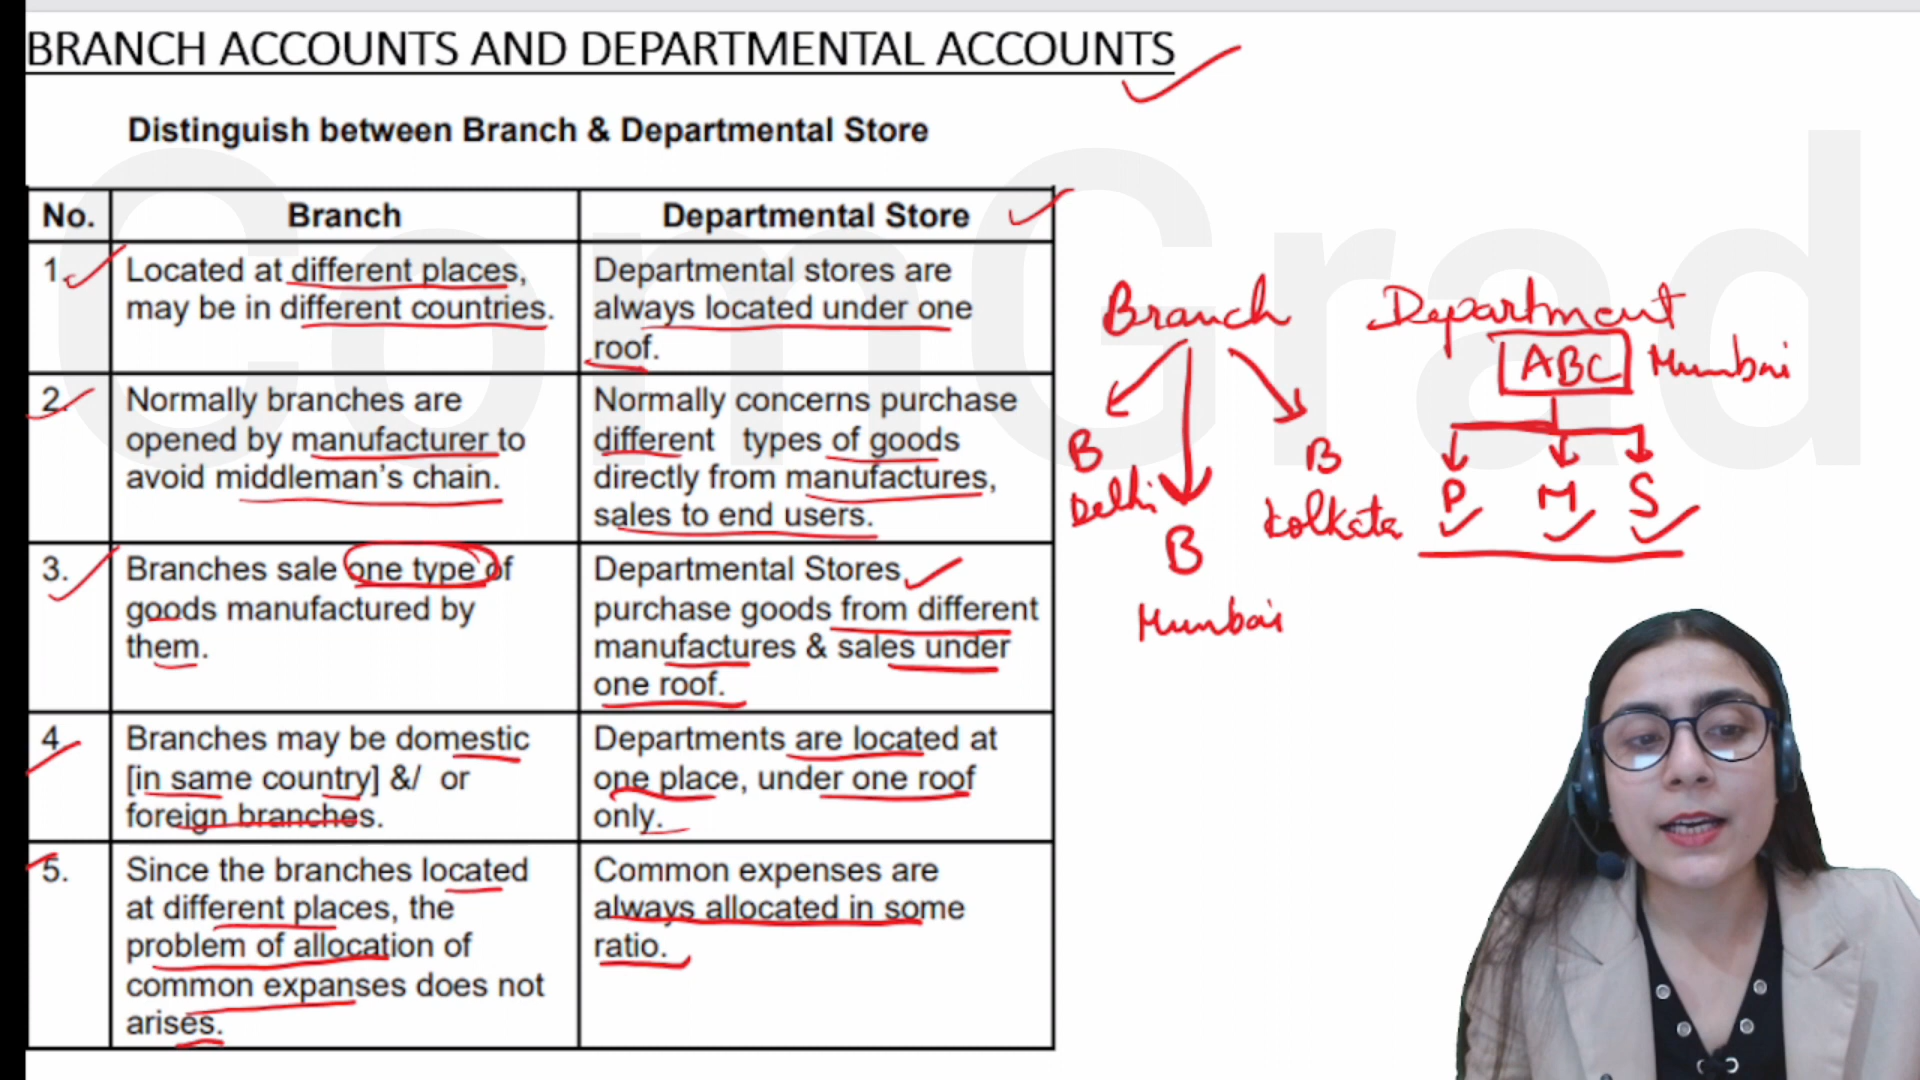 BRANCH ACCOUNTS AND DEPARTMENTAL ACCOUNTS
Distinguish between Branch & Departmental Store
No.
Branch
Departmental Store
1.
Located at different places,
may be in different countries.
Departmental stores are
always located under one
roof.
2.
Normally branches are
opened by manufacturer to
avoid middleman's chain.
Normally concerns purchase
different types of goods
directly from manufactures,
sales to end users.
3.
Branches sale one type of
goods manufactured by
them.
Departmental Stores
purchase goods from different
manufactures & sales under
one roof.
4.
Branches may be domestic
[in same country] &/ or
foreign branches.
Departments are located at
one place, under one roof
only.
5.
Since the branches located
at different places, the
problem of allocation of
common expanses does not
arises.
Common expenses are
always allocated in some
ratio.
Branch
B
Delhi
B
Mumbai
B
Kolkata
Department
ABC Mumbai
P M S
ComGrad